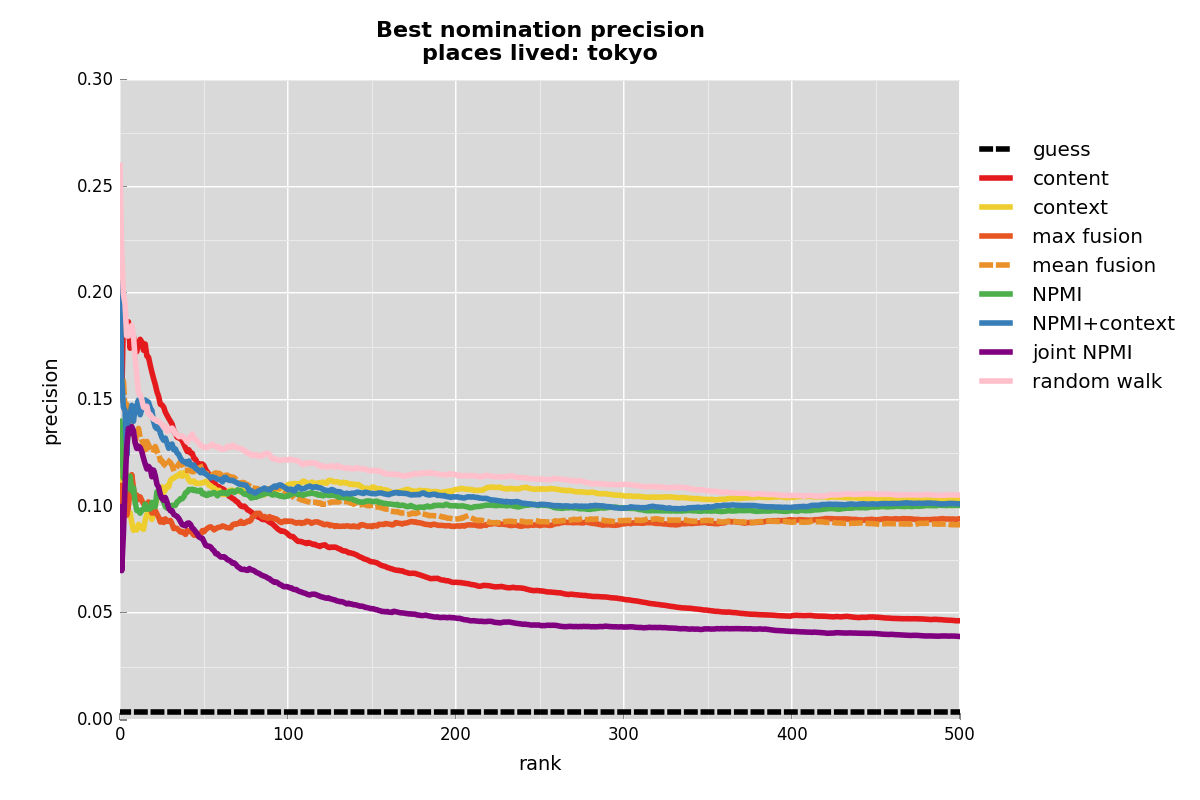 Best nomination precision
places lived: tokyo
0.30
0.25
0.20
0.15
0.10
0.05
0.00
precision
0 100 200 300 400 500
rank
guess
content
context
max fusion
mean fusion
NPMI
NPMI+context
joint NPMI
random walk